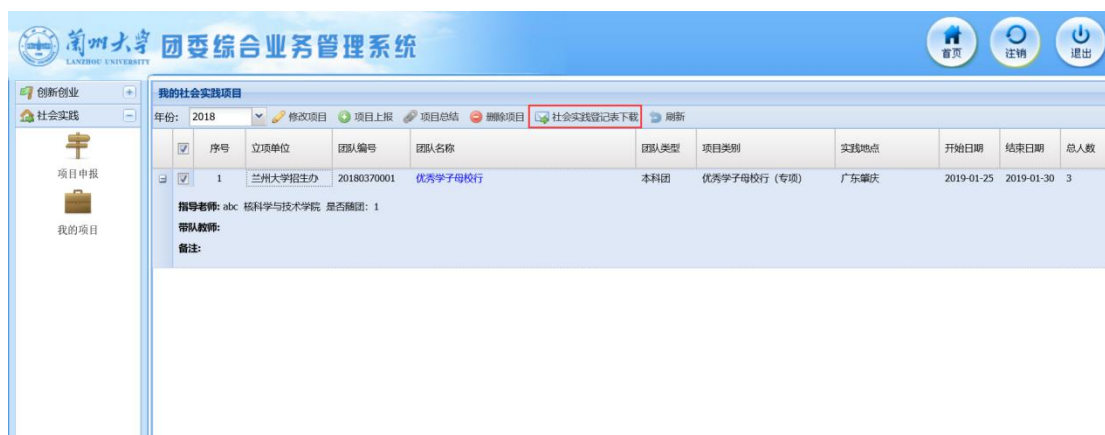 兰州大学 团委综合业务管理系统
LANZHOU UNIVERSITY
首页 注销 退出
创新创业
社会实践
项目申报
我的项目
我的社会实践项目
年份: 2018 修改项目 项目上报 项目总结 删除项目 社会实践登记表下载 刷新
序号 立项单位 团队编号 团队名称 团队类型 项目类别 实践地点 开始日期 结束日期 总人数
1 兰州大学招生办 20180370001 优秀学子母校行 本科团 优秀学子母校行 (专项) 广东肇庆 2019-01-25 2019-01-30 3
指导老师: abc 核科学与技术学院 是否随团: 1
带队教师:
备注: